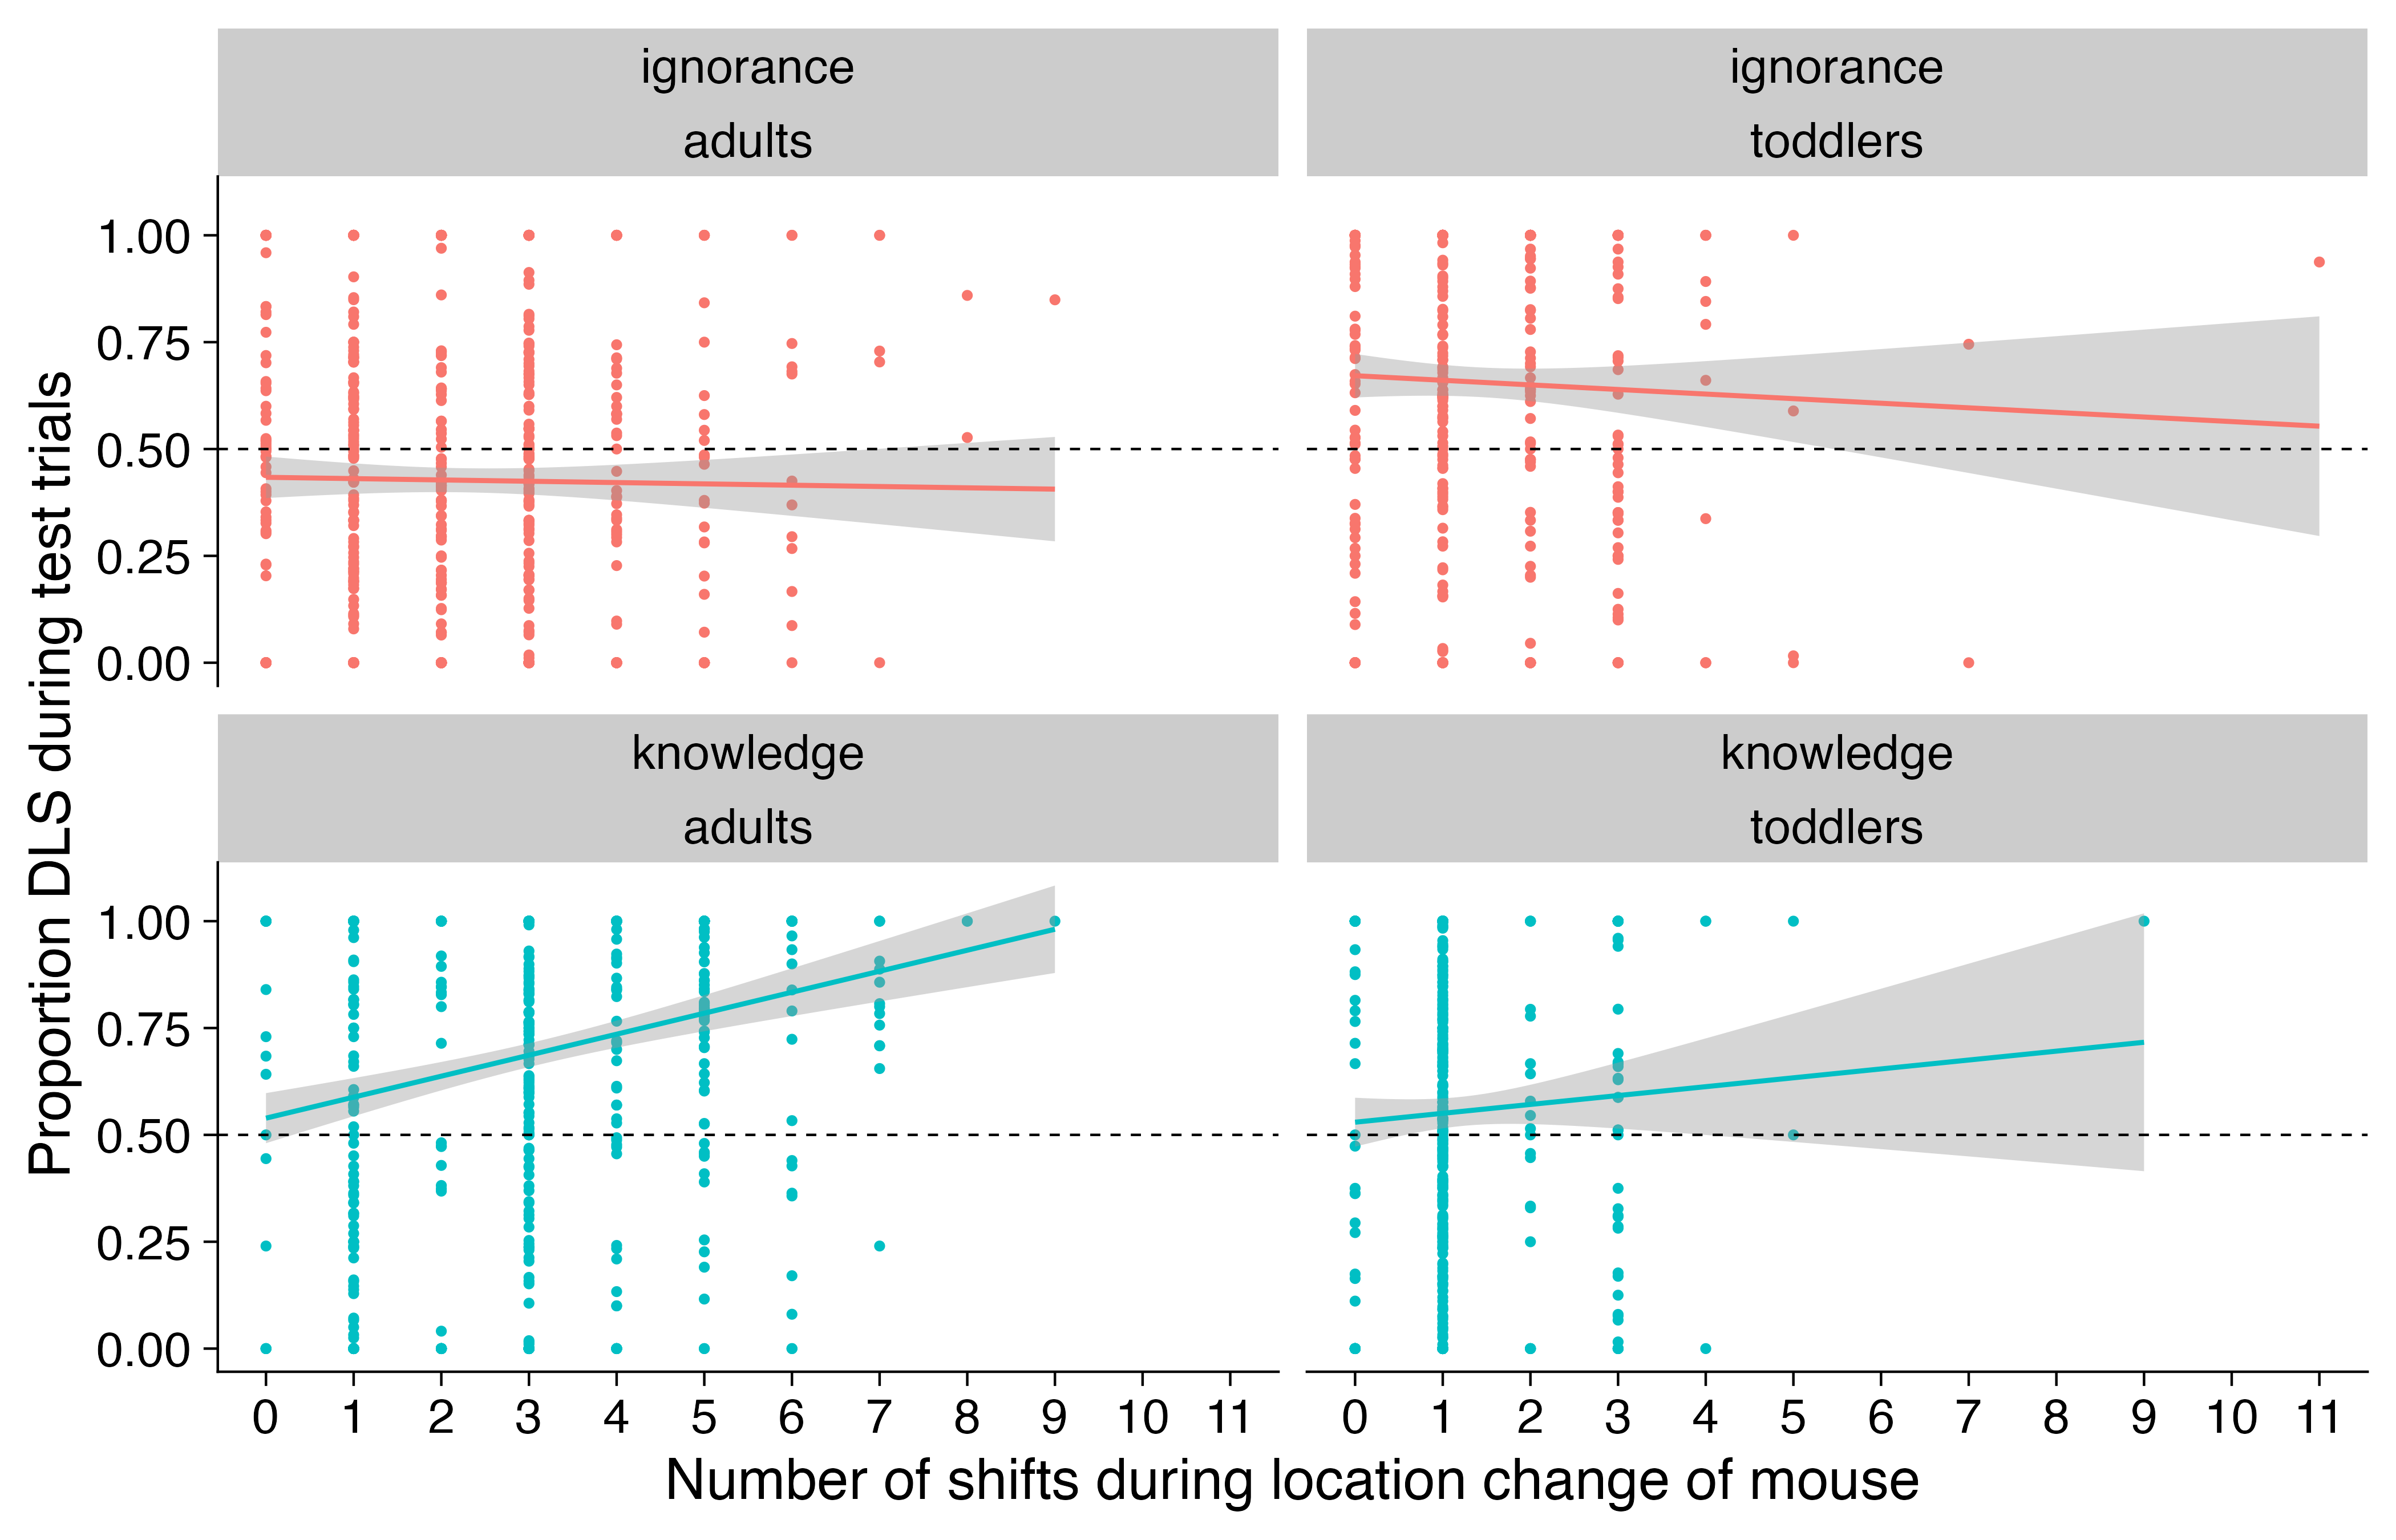 ignorance
adults
ignorance
toddlers
1.00
0.75
0.50
0.25
0.00
knowledge
adults
knowledge
toddlers
1.00
0.75
0.50
0.25
0.00
0 1 2 3 4 5 6 7 8 9 10 11
0 1 2 3 4 5 6 7 8 9 10 11
Number of shifts during location change of mouse
Proportion DLS during test trials